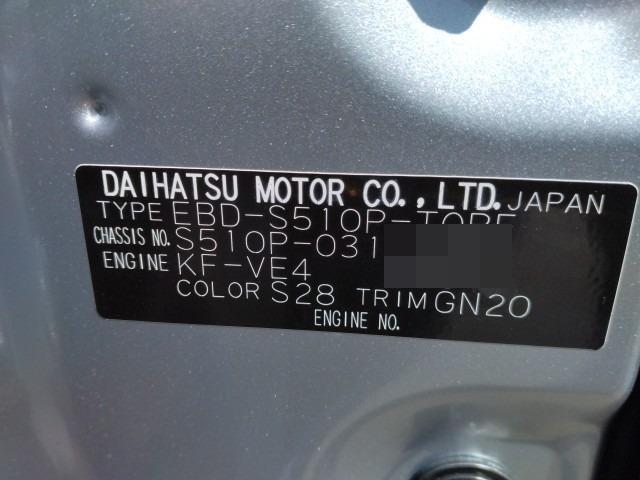 DAIHATSU MOTOR CO., LTD. JAPAN
TYPE EBD-S510P-TQRF
CHASSIS NO. S510P-031
ENGINE KF-VE4
COLOR S28 TRIM GN20
ENGINE NO.